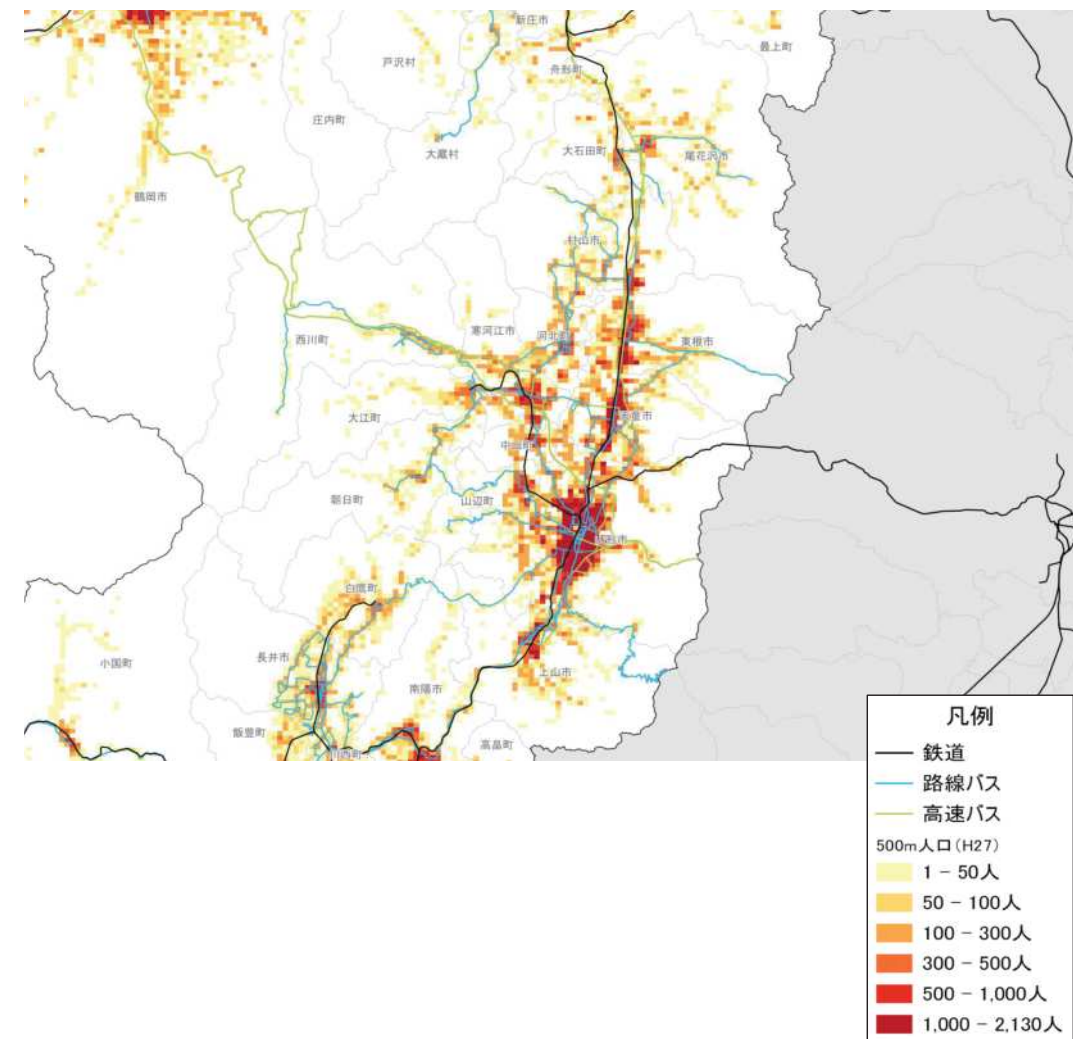 新庄市
最上町
戸沢村
舟形町
庄内町
大蔵村
大石田町
尾花沢市
鶴岡市
村山市
寒河江市
河北町
西川町
東根市
大江町
天童市
中山町
朝日町
山辺町
山形市
白鷹町
長井市
小国町
南陽市
上山市
飯豊町
川西町
高畠町
凡例
鉄道
路線バス
高速バス
500m人口(H27)
1 − 50人
50 − 100人
100 − 300人
300 − 500人
500 − 1,000人
1,000 − 2,130人